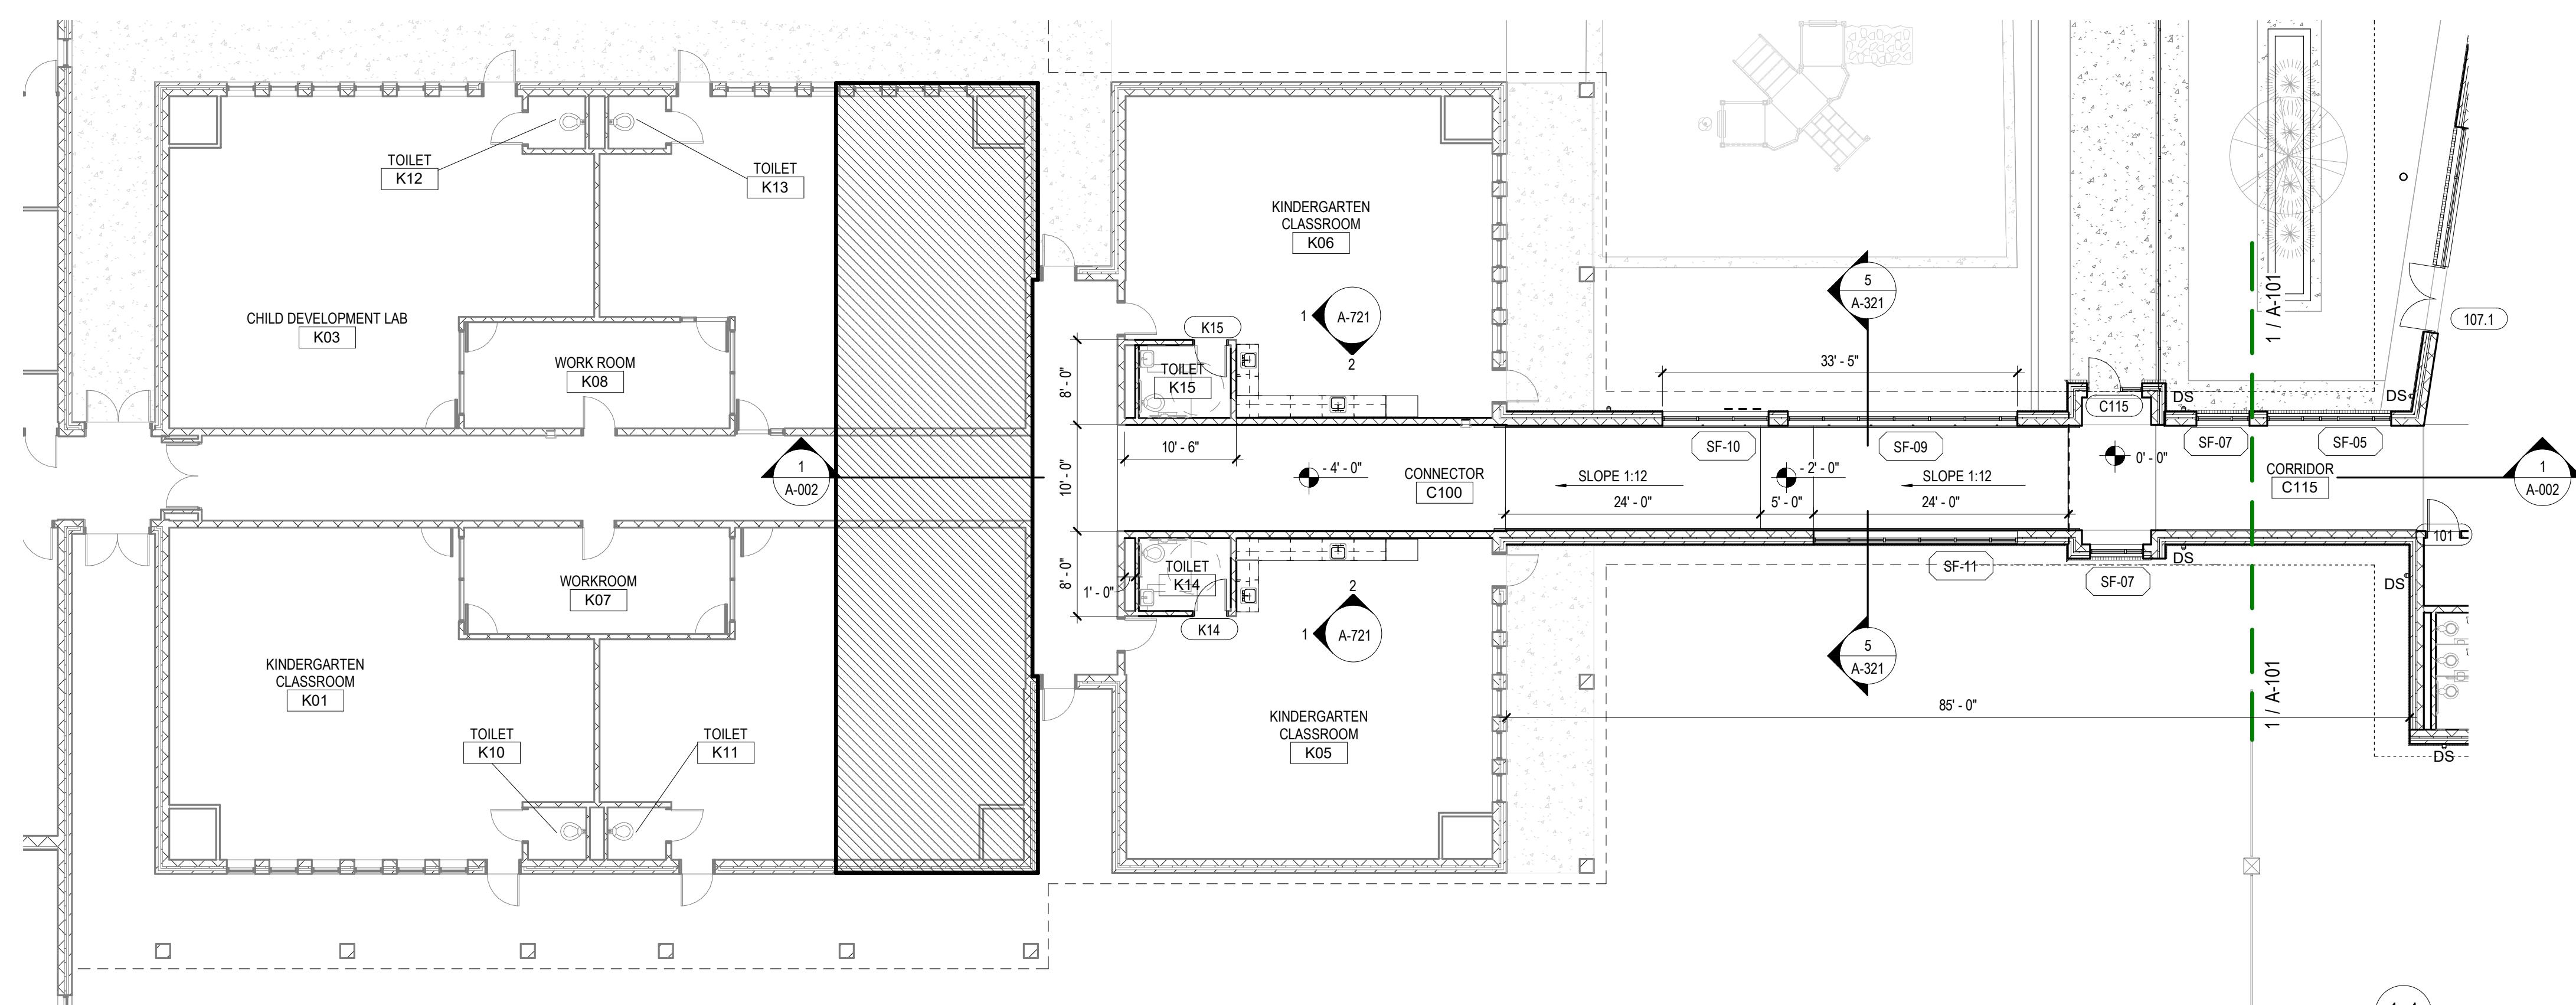 TOILET
K12
TOILET
K13
CHILD DEVELOPMENT LAB
K03
WORK ROOM
K08
1
A-002
WORKROOM
K07
KINDERGARTEN
CLASSROOM
K01
TOILET
K10
TOILET
K11
KINDERGARTEN
CLASSROOM
K06
1
A-721
2
K15
TOILET
K15
8' - 0"
10' - 0"
8' - 0"
10' - 6"
1' - 0"
TOILET
K14
K14
2
1
A-721
KINDERGARTEN
CLASSROOM
K05
- 4' - 0"
CONNECTOR
C100
SLOPE 1:12
24' - 0"
5' - 0"
- 2' - 0"
SLOPE 1:12
24' - 0"
SF-10
SF-09
33' - 5"
5
A-321
5
A-321
SF-11
85' - 0"
C115
0' - 0"
SF-07
DS
SF-07
SF-05
DS
CORRIDOR
C115
DS
DS
DS
101
107.1
1
A-002
1 / A-101
1 / A-101